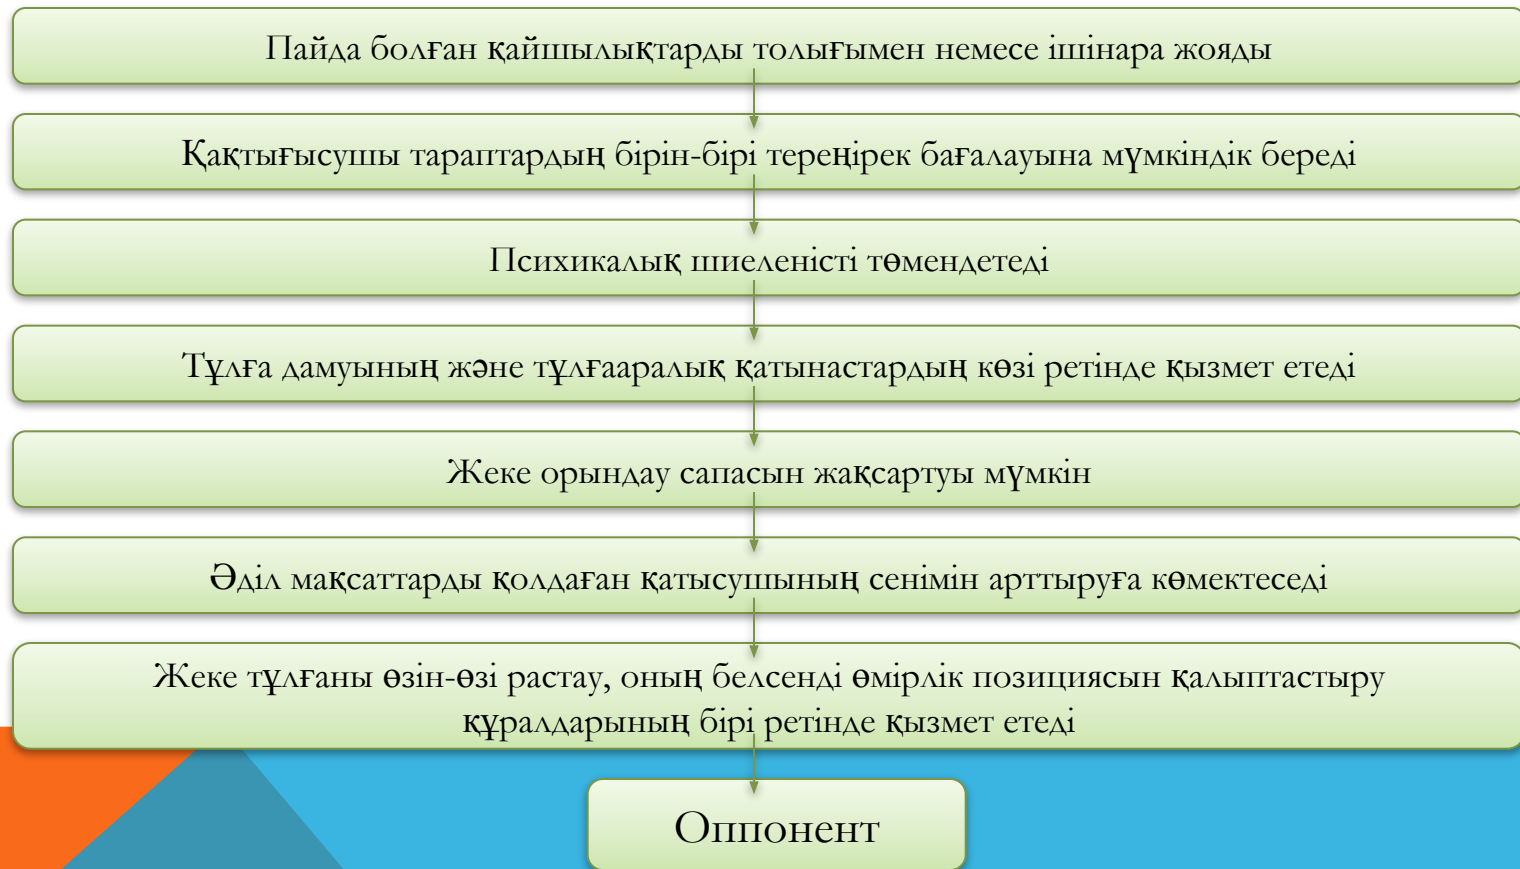 Пайда болған қайшылықтарды толығымен немесе ішінара жояды
Қақтығысушы тараптардың бірін-бірі тереңірек бағалауына мүмкіндік береді
Психикалық шиеленісті төмендетеді
Тұлға дамуының және тұлғааралық қатынастардың көзі ретінде қызмет етеді
Жеке орындау сапасын жақсартуы мүмкін
Әділ мақсаттарды қолдаған қатысушының сенімін арттыруға көмектеседі
Жеке тұлғаны өзін-өзі растау, оның белсенді өмірлік позициясын қалыптастыру
құралдарының бірі ретінде қызмет етеді
Оппонент